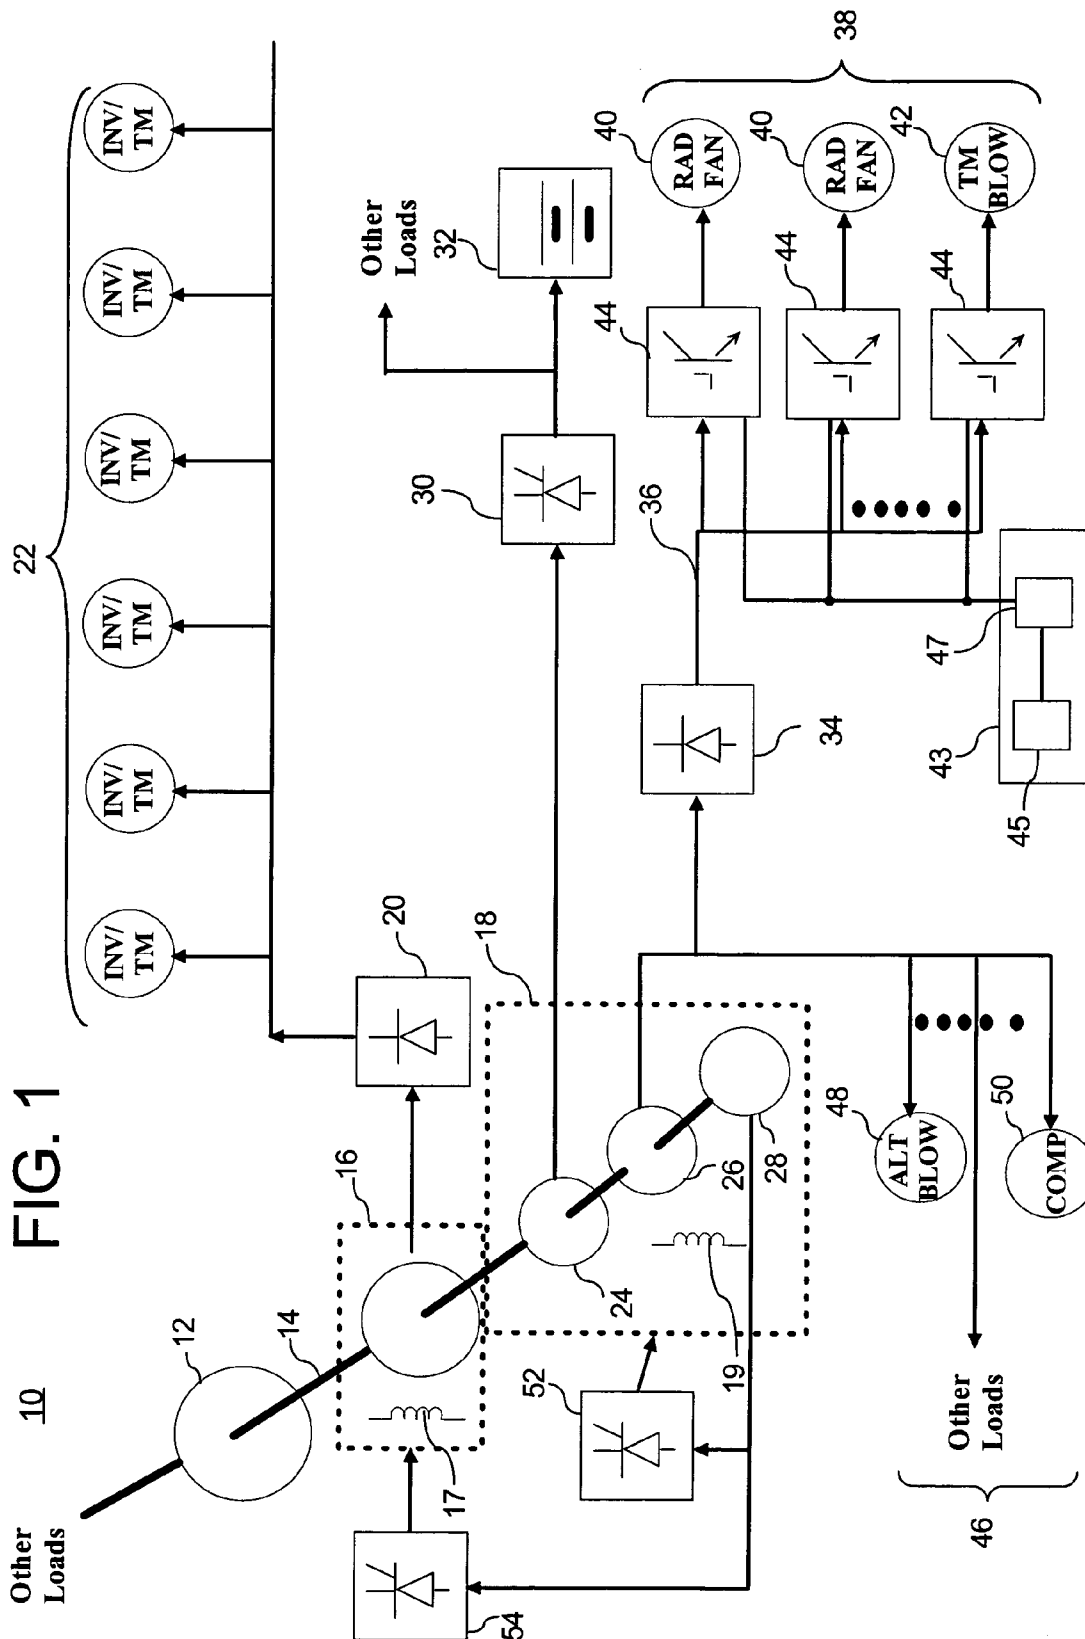 FIG. 1
10
Other
Loads
12
14
16
17
18
19
20
22
INV/
TM
INV/
TM
INV/
TM
INV/
TM
INV/
TM
INV/
TM
24
26
28
30
32
Other
Loads
34
36
38
40
RAD
FAN
40
RAD
FAN
42
TM
BLOW
44
44
44
43
45
47
46
Other
Loads
48
ALT
BLOW
50
COMP
52
54